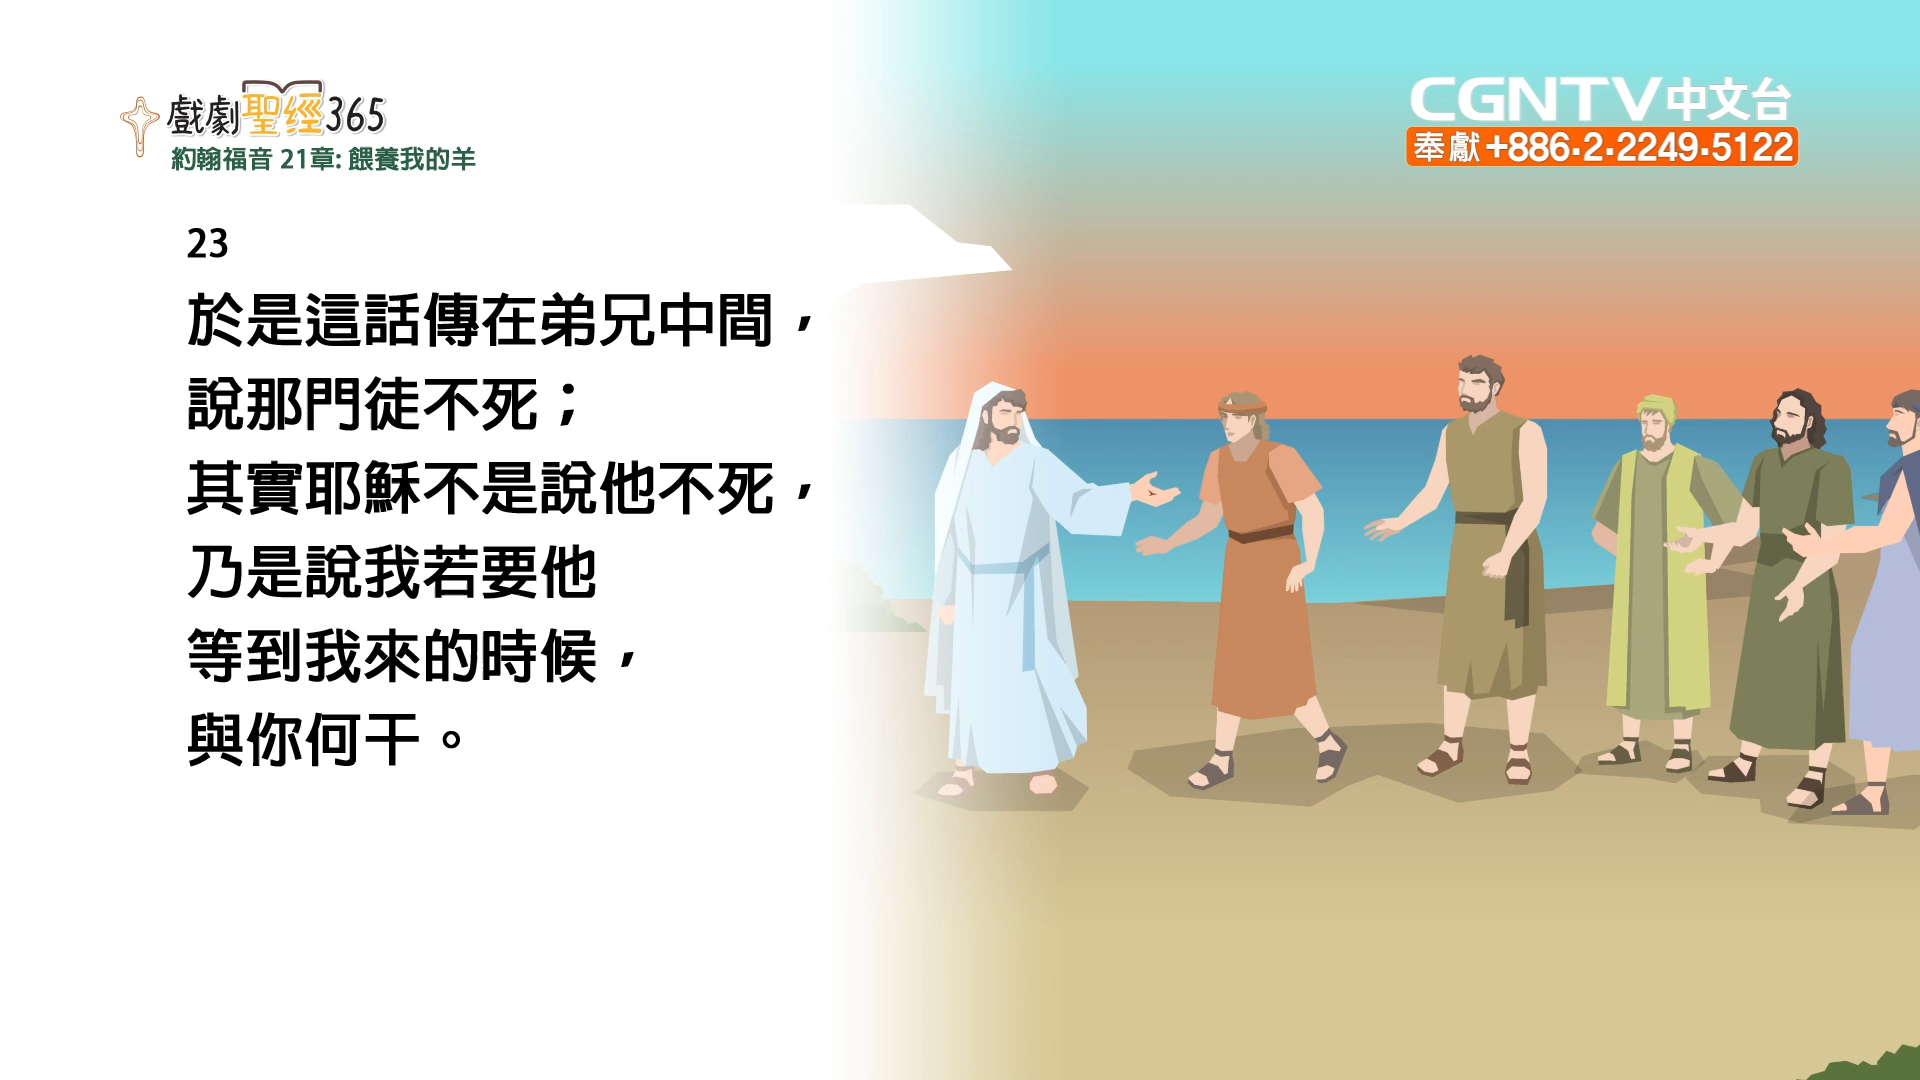 戲劇聖經365
約翰福音 21章: 餵養我的羊
CGNTV中文台
奉獻 +886·2·2249·5122
23
於是這話傳在弟兄中間，
說那門徒不死；
其實耶穌不是說他不死，
乃是說我若要他
等到我來的時候，
與你何干。